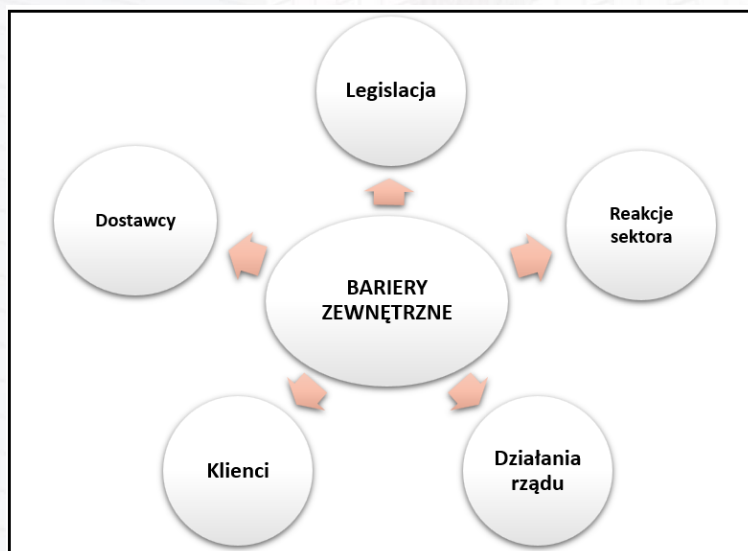 Legislacja
Dostawcy
Reakcje
sektora
BARIERY
ZEWNĘTRZNE
Klienci
Działania
rządu